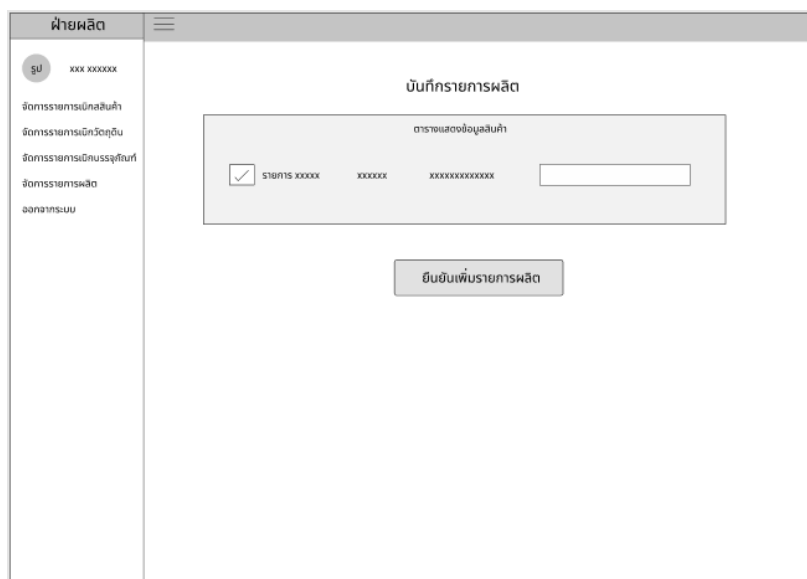 ฝ่ายผลิต
รูป xxx xxxxxx
จัดการรายการเบิกสสินค้า
จัดการรายการเบิกวัตถุดิบ
จัดการรายการเบิกบรรจุภัณฑ์
จัดการรายการผลิต
ออกจากระบบ
บันทึกรายการผลิต
ตารางแสดงข้อมูลสินค้า
รายการ xxxxx xxxxxx xxxxxxxxxxxxx
ยืนยันเพิ่มรายการผลิต